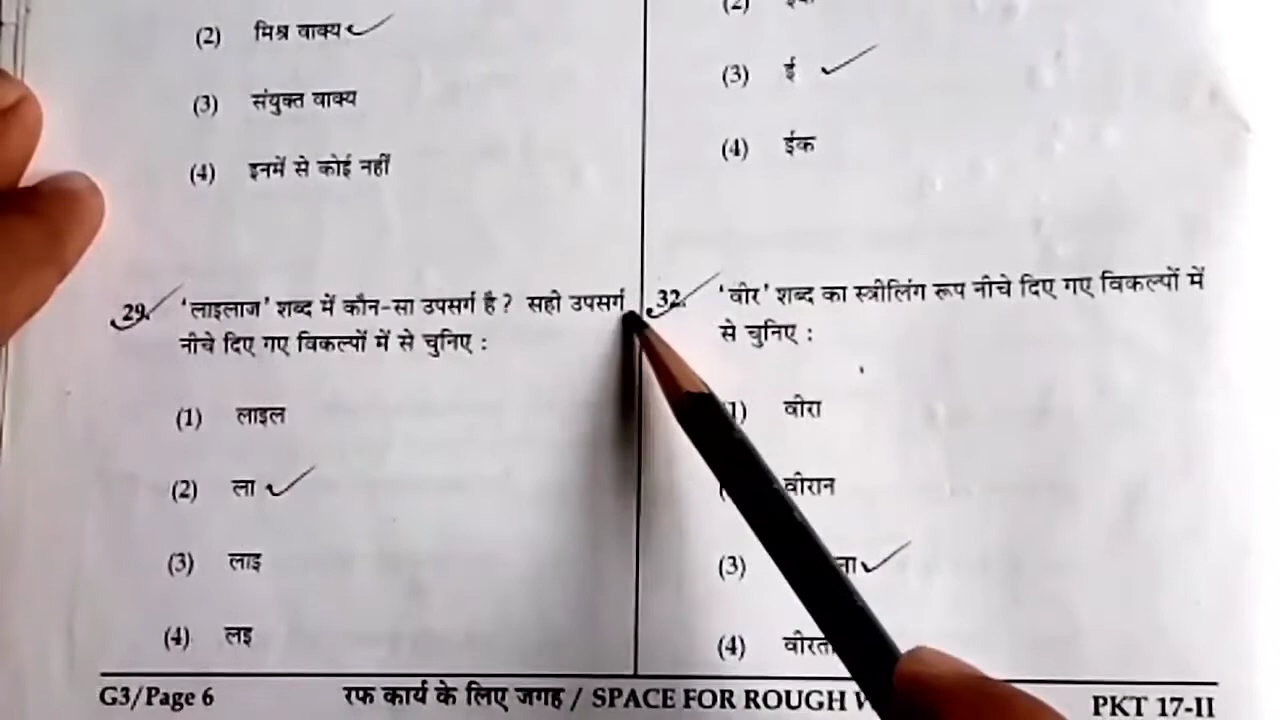 (2) मिश्र वाक्य
(3) संयुक्त वाक्य
(4) इनमें से कोई नहीं
29. 'लाइलाज' शब्द में कौन-सा उपसर्ग है ? सही उपसर्ग
नीचे दिए गए विकल्पों में से चुनिए :
(1) लाइल
(2) ला
(3) लाइ
(4) लइ
(2)
(3) ई
(4) ईक
32. 'वीर' शब्द का स्त्रीलिंग रूप नीचे दिए गए विकल्पों में
से चुनिए :
1) वीरा
वीरान
(3)
(4)
G3/Page 6 रफ कार्य के लिए जगह / SPACE FOR ROUGH PKT 17-II